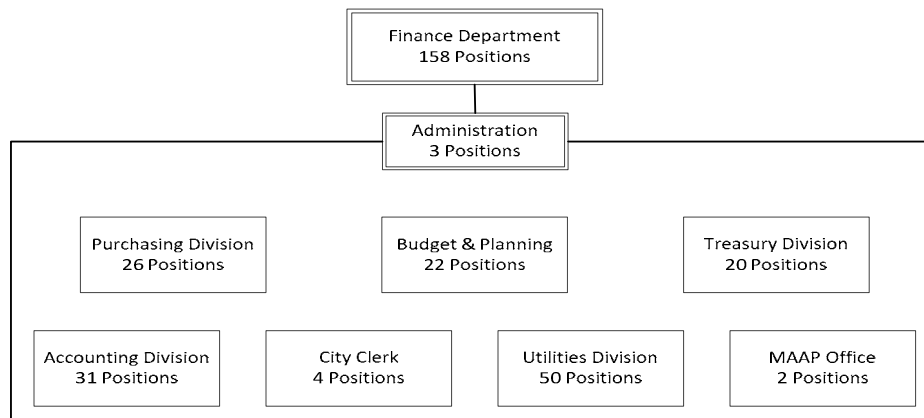 Finance Department
158 Positions
Administration
3 Positions
Purchasing Division
26 Positions
Budget & Planning
22 Positions
Treasury Division
20 Positions
Accounting Division
31 Positions
City Clerk
4 Positions
Utilities Division
50 Positions
MAAP Office
2 Positions